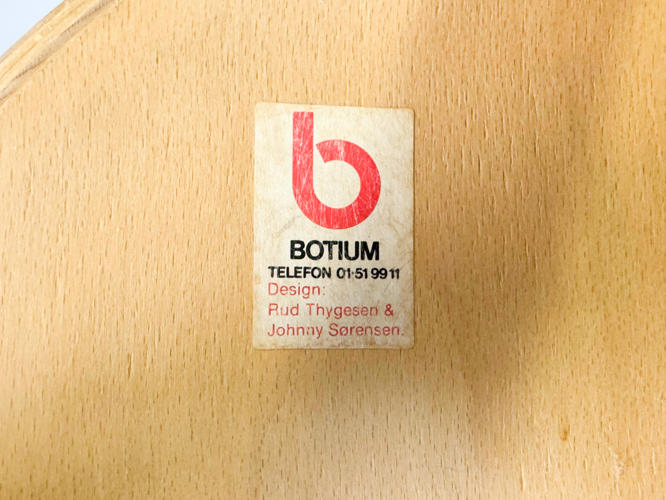 b
BOTIUM
TELEFON 01·51 99 11
Design:
Rud Thygesen &
Johnny Sørensen.